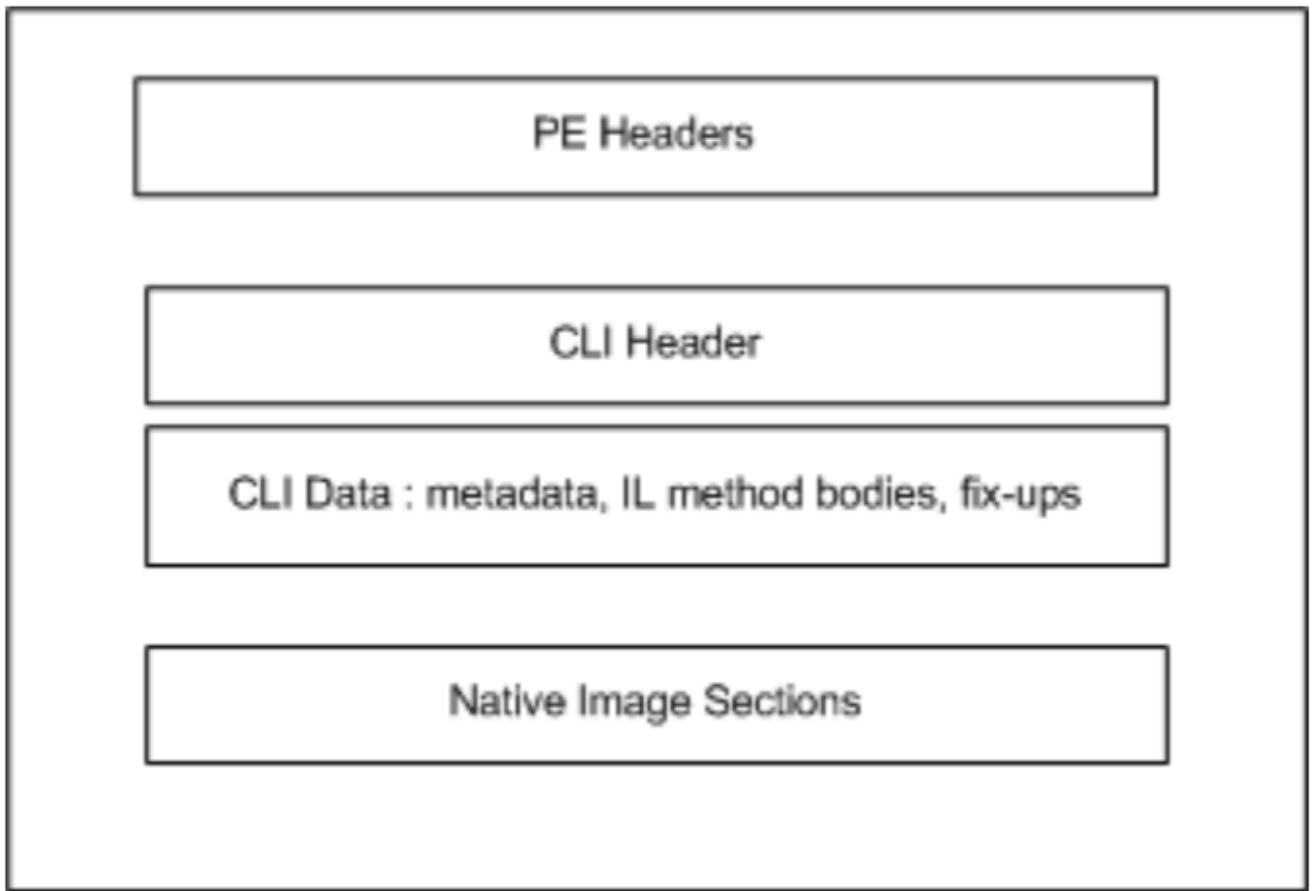 PE Headers
CLI Header
CLI Data : metadata, IL method bodies, fix-ups
Native Image Sections